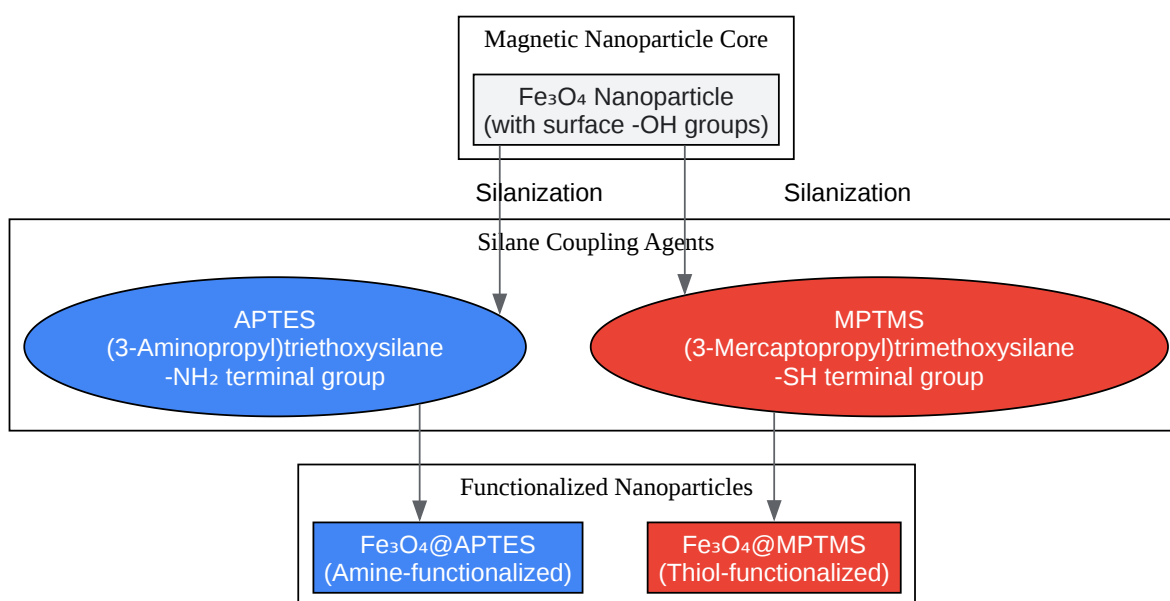 Magnetic Nanoparticle Core
Fe₃O₄ Nanoparticle
(with surface -OH groups)
Silanization
Silanization
Silane Coupling Agents
APTES
(3-Aminopropyl)triethoxysilane
-NH₂ terminal group
MPTMS
(3-Mercaptopropyl)trimethoxysilane
-SH terminal group
Functionalized Nanoparticles
Fe₃O₄@APTES
(Amine-functionalized)
Fe₃O₄@MPTMS
(Thiol-functionalized)